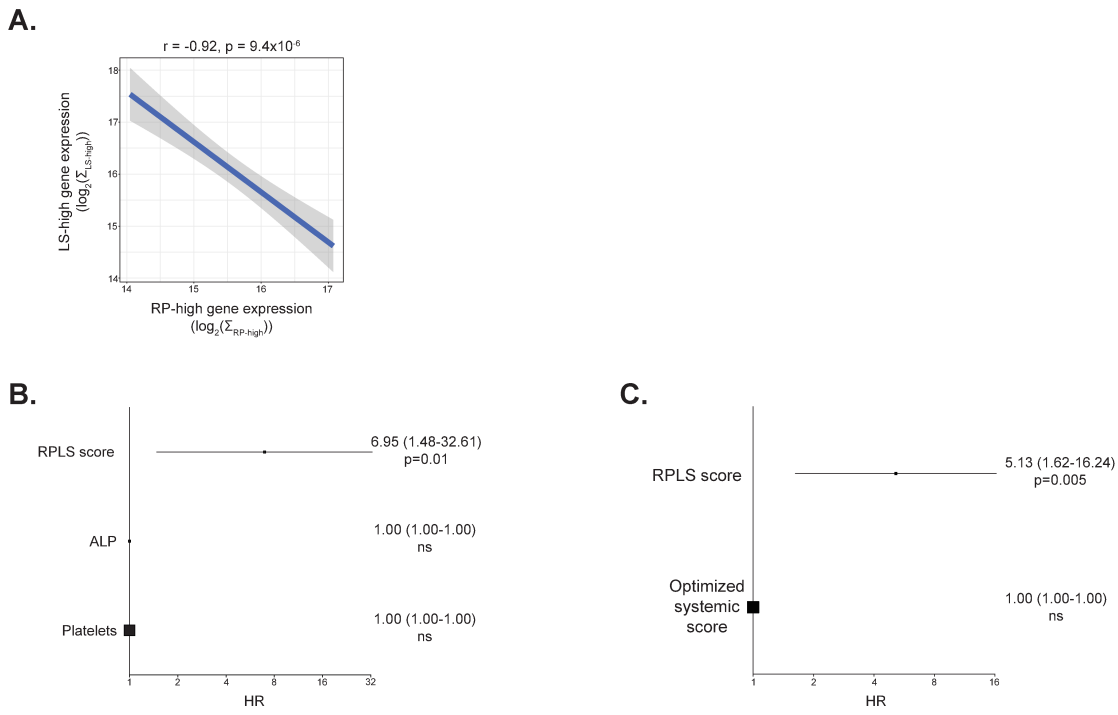 A.
r = -0.92, p = 9.4x10⁻⁶
18
17
16
15
14
LS-high gene expression
(log₂(Σ_LS-high))
14 15 16 17
RP-high gene expression
(log₂(Σ_RP-high))
B.
RPLS score
6.95 (1.48-32.61)
p=0.01
ALP
1.00 (1.00-1.00)
ns
Platelets
1.00 (1.00-1.00)
ns
1 2 4 8 16 32
HR
C.
RPLS score
5.13 (1.62-16.24)
p=0.005
Optimized
systemic
score
1.00 (1.00-1.00)
ns
1 2 4 8 16
HR